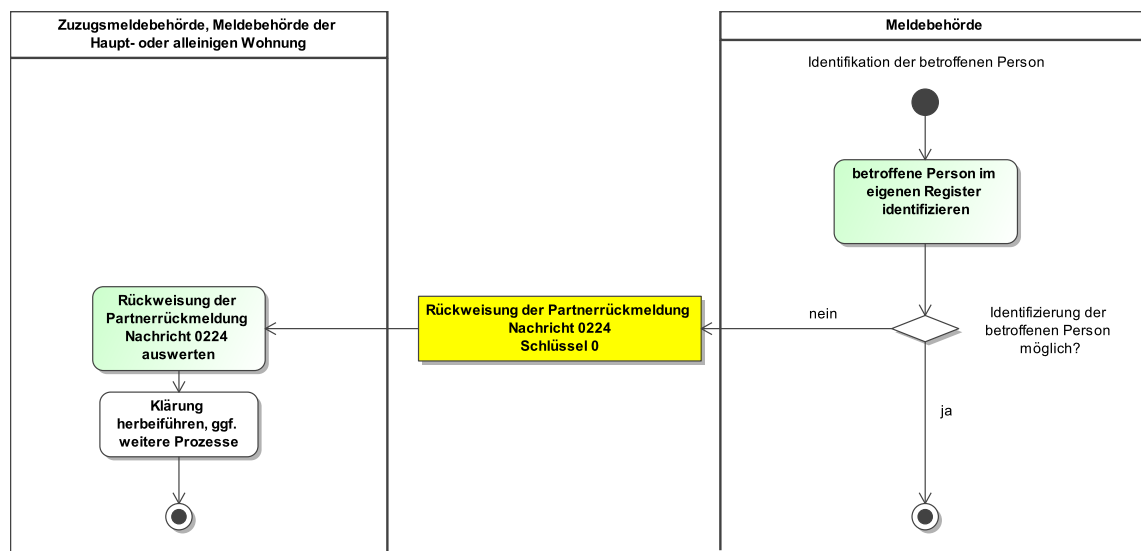 Zuzugsmeldebehörde, Meldebehörde der
Haupt- oder alleinigen Wohnung
Meldebehörde
Identifikation der betroffenen Person
betroffene Person im
eigenen Register
identifizieren
Identifizierung der
betroffenen Person
möglich?
nein
ja
Rückweisung der Partnerrückmeldung
Nachricht 0224
Schlüssel 0
Rückweisung der
Partnerrückmeldung
Nachricht 0224
auswerten
Klärung
herbeiführen, ggf.
weitere Prozesse